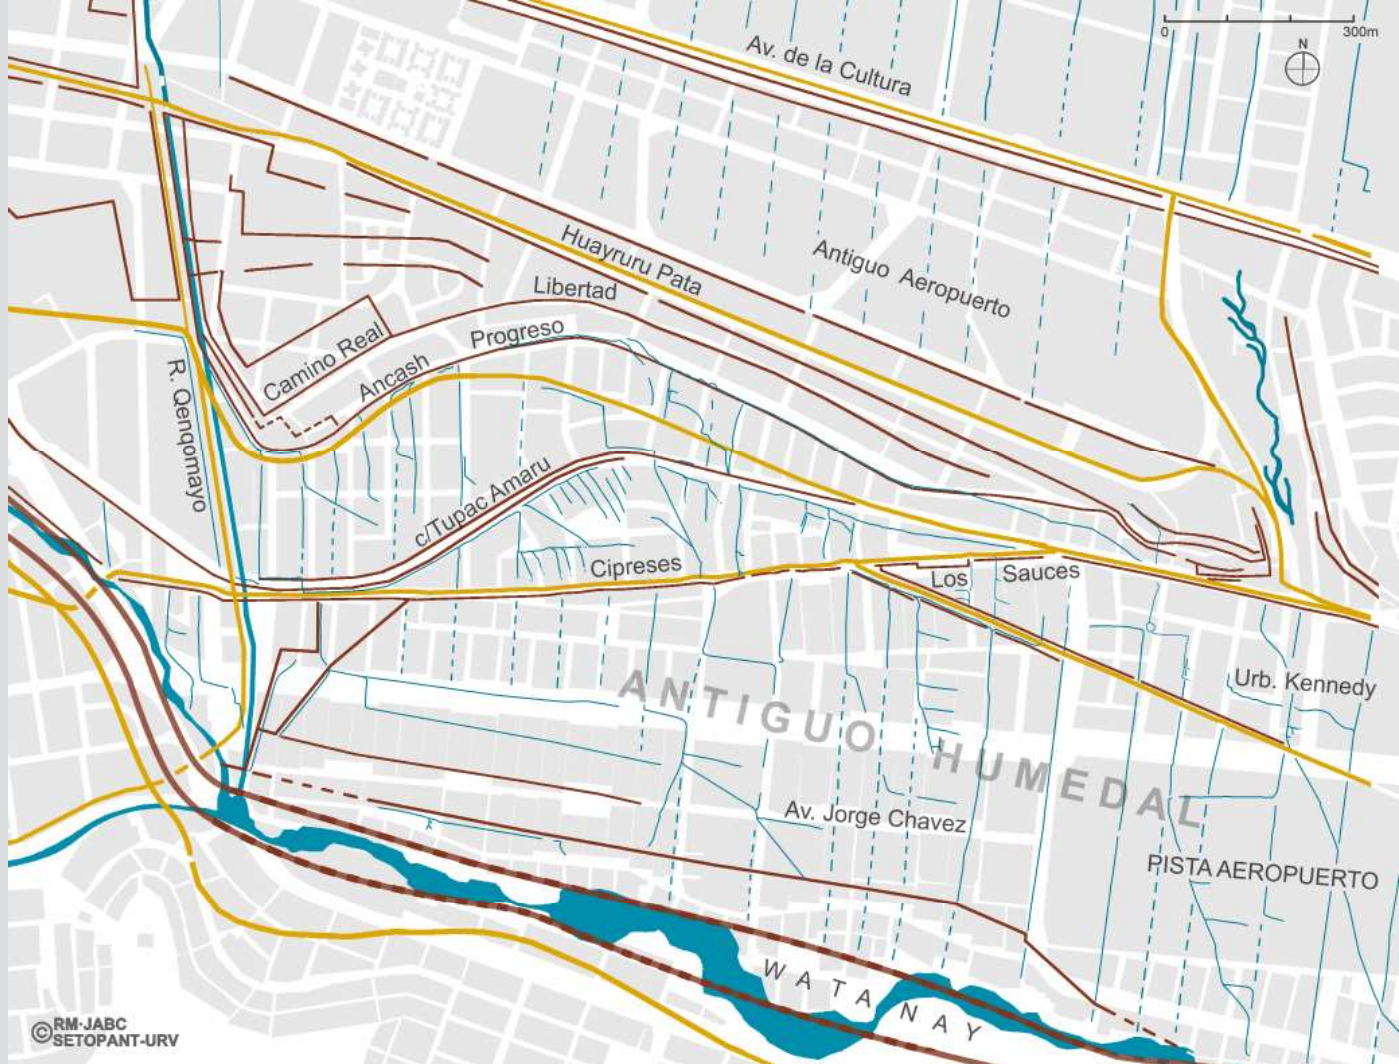 0
300m
N
Av. de la Cultura
Huayruru Pata
Antiguo Aeropuerto
Libertad
Progreso
Camino Real
Ancash
R. Qenqomayo
c/Tupac Amaru
Cipreses
Los Sauces
Urb. Kennedy
ANTIGUO HUMEDAL
Av. Jorge Chavez
PISTA AEROPUERTO
WATANAY
©RM-JABC
SETOPANT-URV